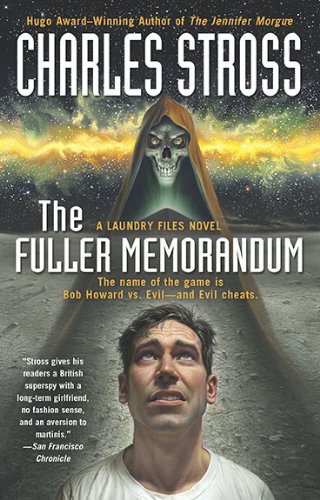 Hugo Award–Winning Author of The Jennifer Morgue
CHARLES STROSS
The
A LAUNDRY FILES NOVEL
FULLER MEMORANDUM
The name of the game is
Bob Howard vs. Evil—and Evil cheats.
"Stross gives his
readers a British
superspy with a
long-term girlfriend,
no fashion sense,
and an aversion to
martinis."
—San Francisco
Chronicle